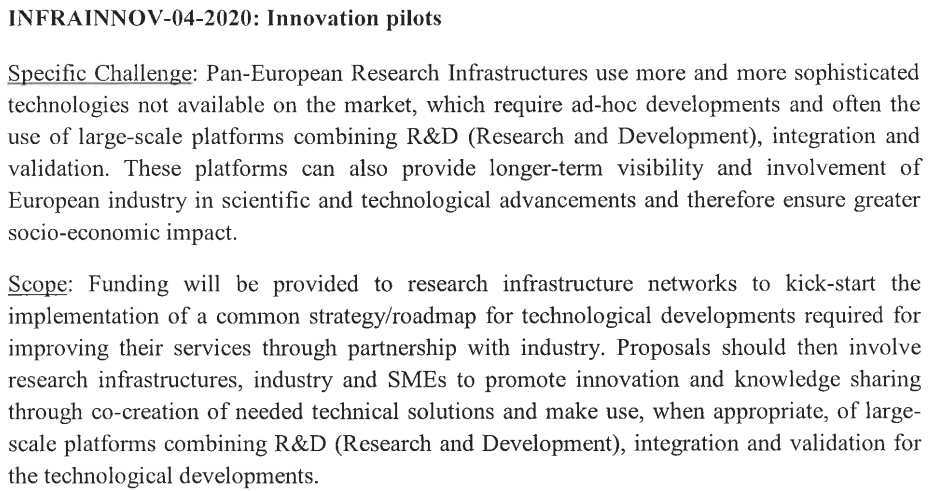 INFRAINNOV-04-2020: Innovation pilots
Specific Challenge: Pan-European Research Infrastructures use more and more sophisticated
technologies not available on the market, which require ad-hoc developments and often the
use of large-scale platforms combining R&D (Research and Development), integration and
validation. These platforms can also provide longer-term visibility and involvement of
European industry in scientific and technological advancements and therefore ensure greater
socio-economic impact.
Scope: Funding will be provided to research infrastructure networks to kick-start the
implementation of a common strategy/roadmap for technological developments required for
improving their services through partnership with industry. Proposals should then involve
research infrastructures, industry and SMEs to promote innovation and knowledge sharing
through co-creation of needed technical solutions and make use, when appropriate, of large-
scale platforms combining R&D (Research and Development), integration and validation for
the technological developments.